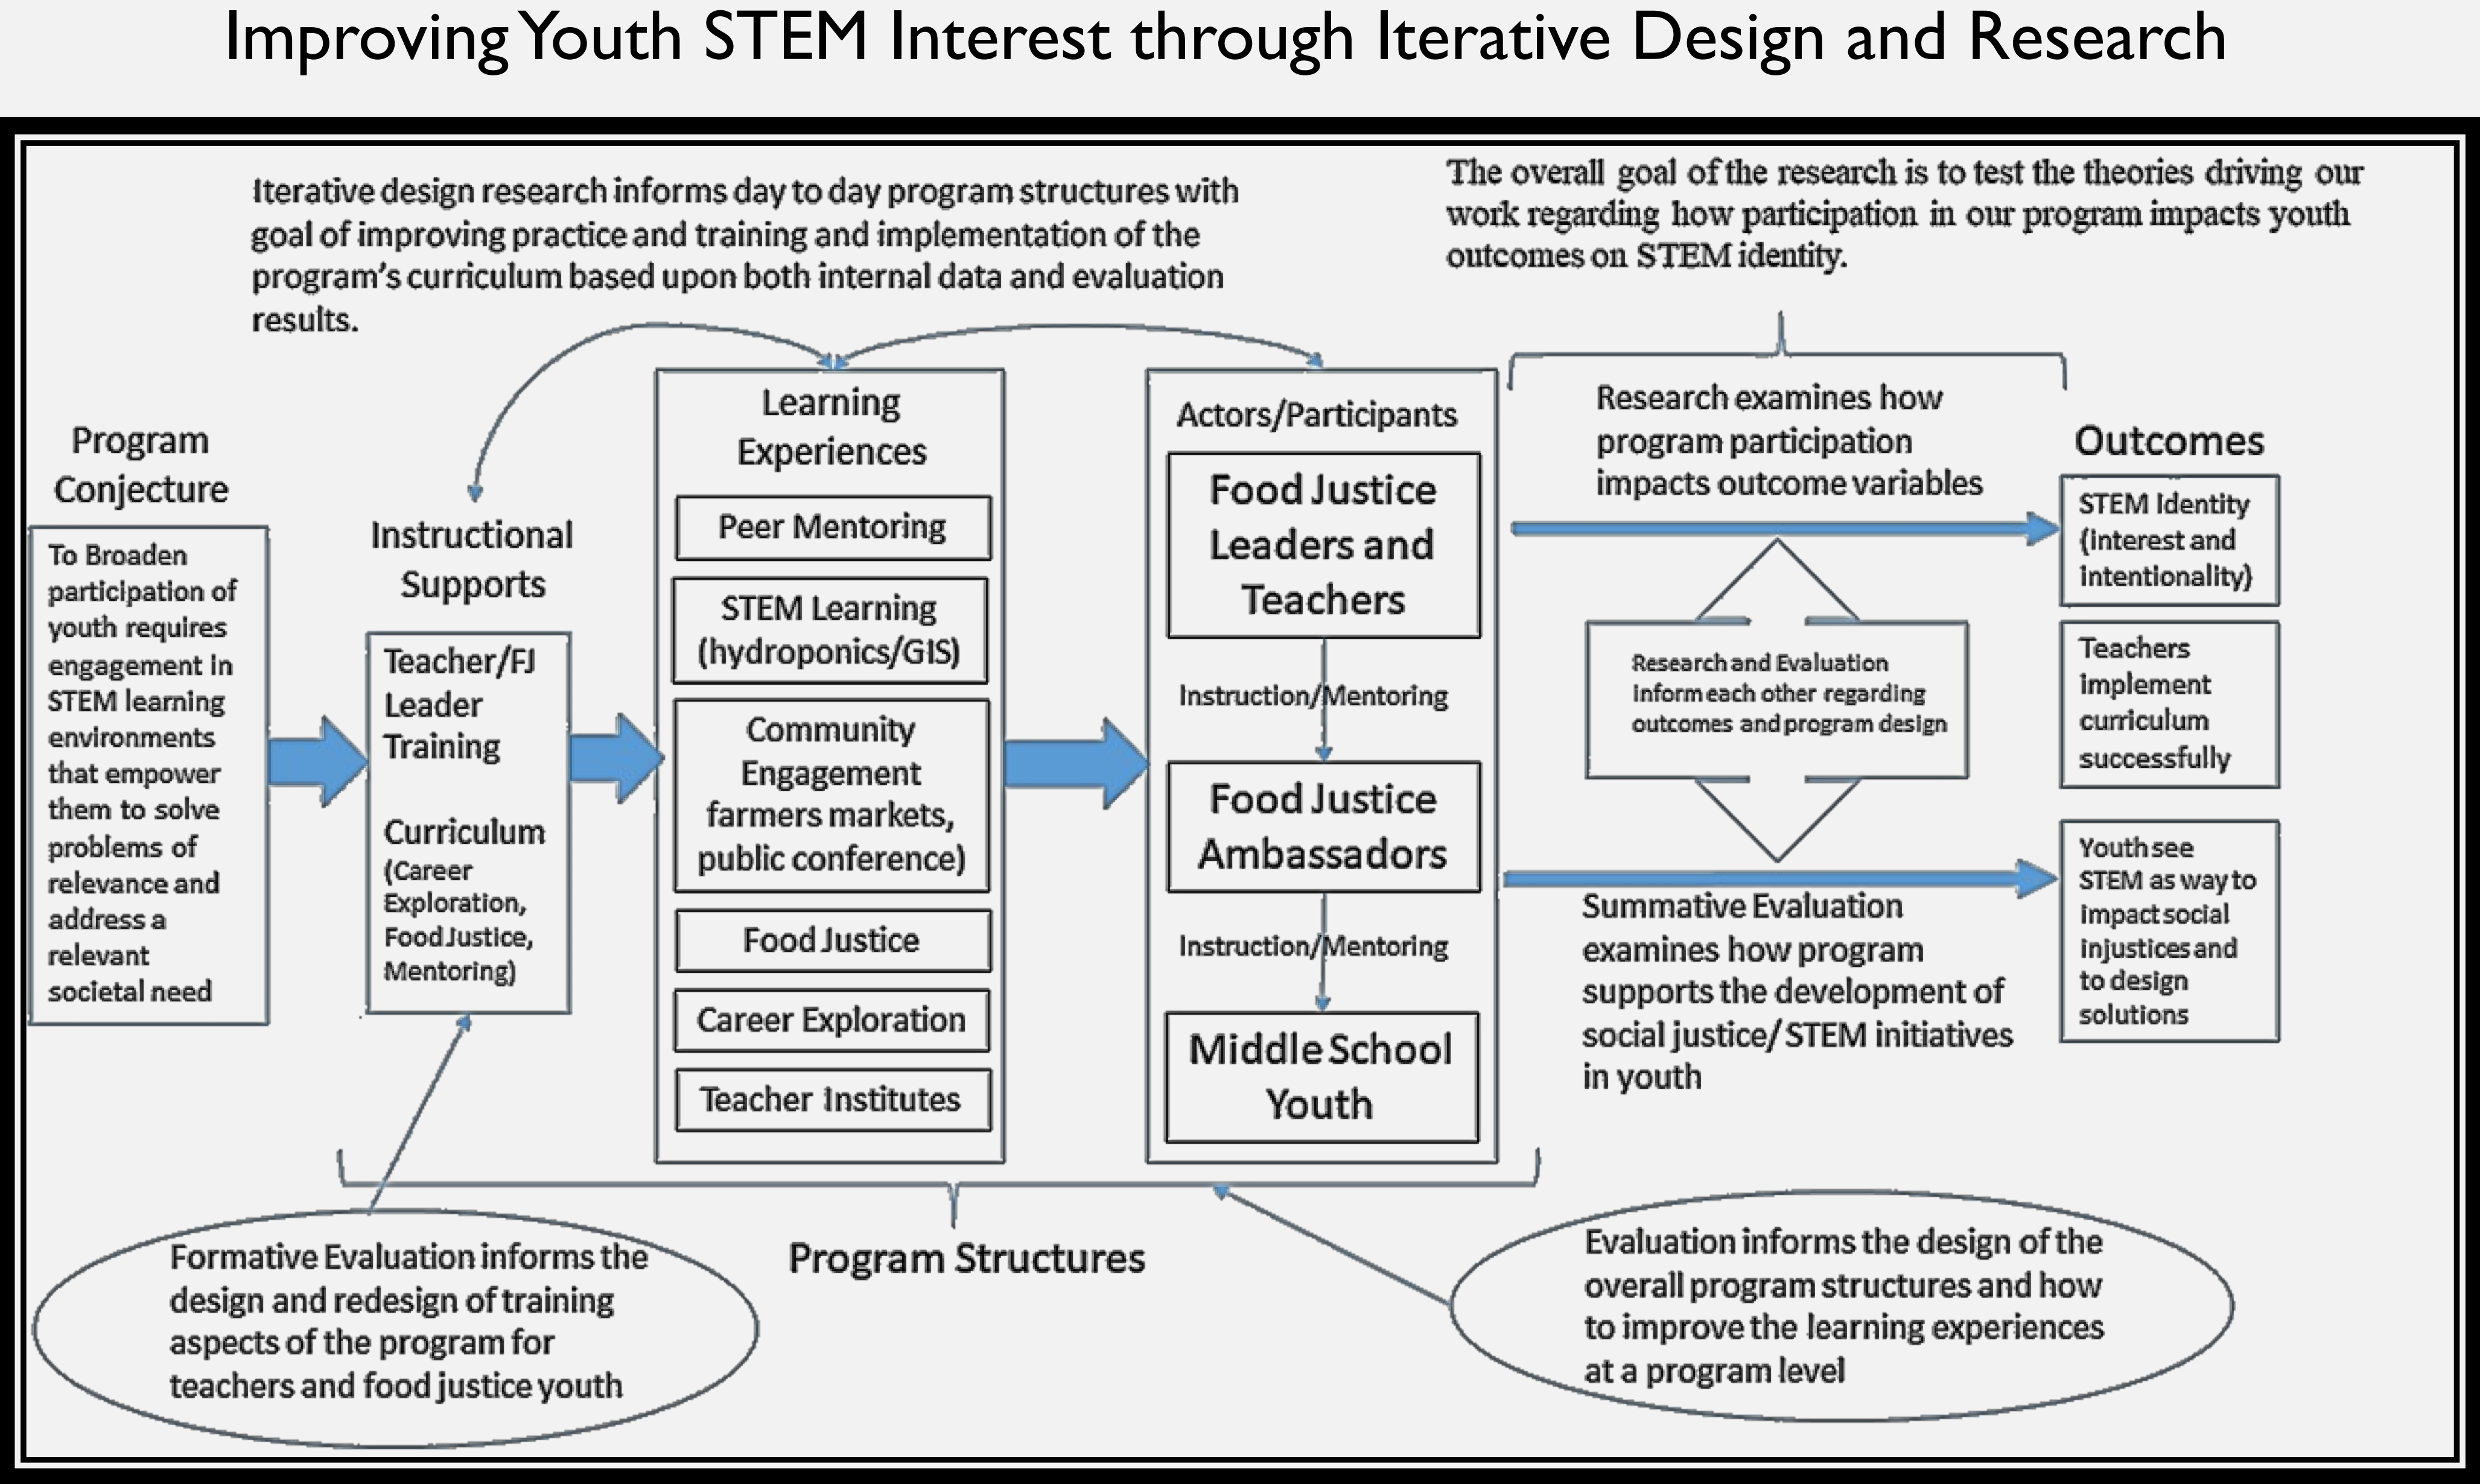 Improving Youth STEM Interest through Iterative Design and Research
Iterative design research informs day to day program structures with
goal of improving practice and training and implementation of the
program's curriculum based upon both internal data and evaluation
results.
The overall goal of the research is to test the theories driving our
work regarding how participation in our program impacts youth
outcomes on STEM identity.
Program
Conjecture
To Broaden
participation of
youth requires
engagement in
STEM learning
environments
that empower
them to solve
problems of
relevance and
address a
relevant
societal need
Instructional
Supports
Teacher/FJ
Leader
Training
Curriculum
(Career
Exploration,
Food Justice,
Mentoring)
Learning
Experiences
Peer Mentoring
STEM Learning
(hydroponics/GIS)
Community
Engagement
farmers markets,
public conference)
Food Justice
Career Exploration
Teacher Institutes
Actors/Participants
Food Justice
Leaders and
Teachers
Instruction/Mentoring
Food Justice
Ambassadors
Instruction/Mentoring
Middle School
Youth
Research examines how
program participation
impacts outcome variables
Research and Evaluation
inform each other regarding
outcomes and program design
Summative Evaluation
examines how program
supports the development of
social justice/ STEM initiatives
in youth
Outcomes
STEM Identity
(interest and
intentionality)
Teachers
implement
curriculum
successfully
Youth see
STEM as way to
impact social
injustices and
to design
solutions
Program Structures
Formative Evaluation informs the
design and redesign of training
aspects of the program for
teachers and food justice youth
Evaluation informs the design of the
overall program structures and how
to improve the learning experiences
at a program level